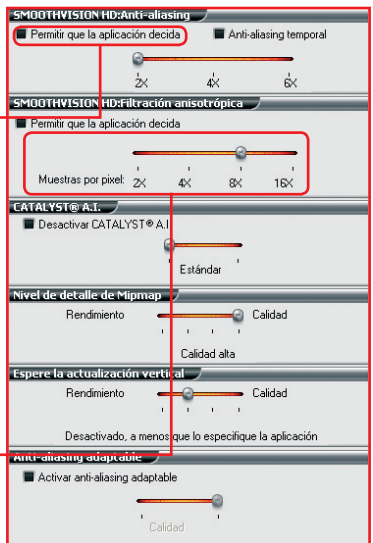 SMOOTHVISION HD:Anti-aliasing
Permitir que la aplicación decida
Anti-aliasing temporal
2X 4X 6X
SMOOTHVISION HD:Filtración anisotrópica
Permitir que la aplicación decida
Muestras por pixel: 2X 4X 8X 16X
CATALYST® A.I.
Desactivar CATALYST® A.I
Estándar
Nivel de detalle de Mipmap
Rendimiento Calidad
Calidad alta
Espere la actualización vertical
Rendimiento Calidad
Desactivado, a menos que lo especifique la aplicación
Anti-aliasing adaptable
Activar anti-aliasing adaptable
Calidad